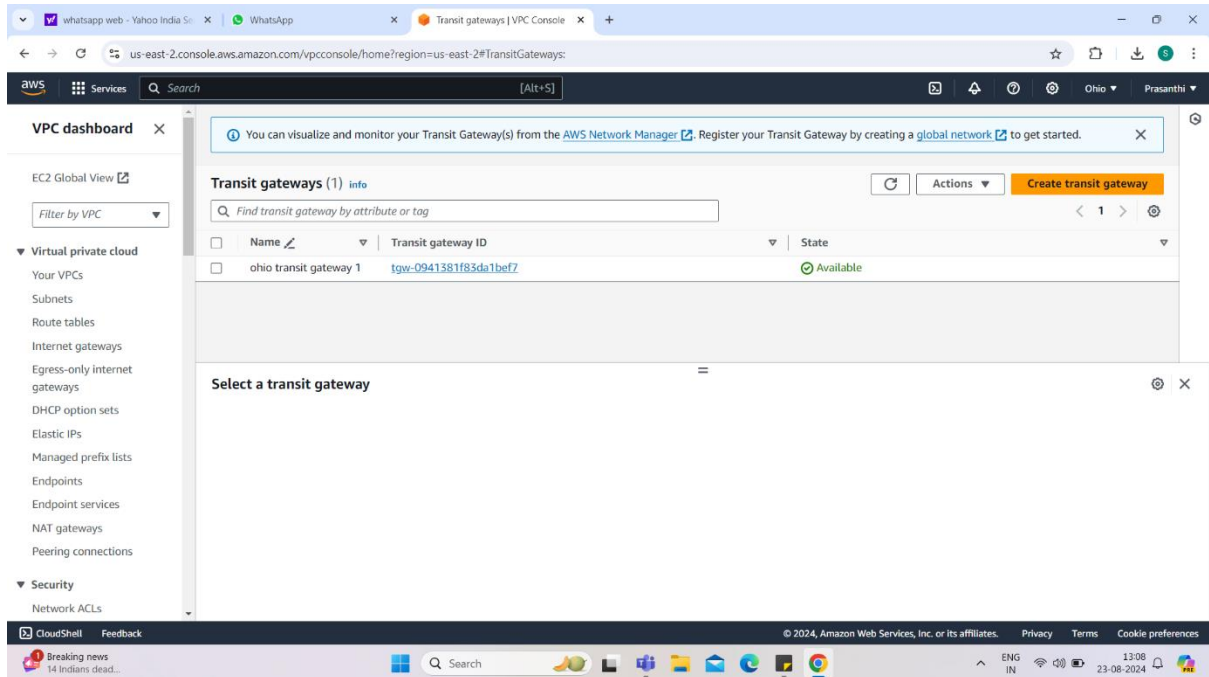 whatsapp web - Yahoo India Se
WhatsApp
Transit gateways | VPC Console
us-east-2.console.aws.amazon.com/vpcconsole/home?region=us-east-2#TransitGateways:
S
aws Services Search [Alt+S] Ohio Prasanthi
VPC dashboard
EC2 Global View
Filter by VPC
Virtual private cloud
Your VPCs
Subnets
Route tables
Internet gateways
Egress-only internet
gateways
DHCP option sets
Elastic IPs
Managed prefix lists
Endpoints
Endpoint services
NAT gateways
Peering connections
Security
Network ACLs
You can visualize and monitor your Transit Gateway(s) from the AWS Network Manager. Register your Transit Gateway by creating a global network to get started.
Transit gateways (1) info
Actions Create transit gateway
Find transit gateway by attribute or tag
1
Name Transit gateway ID State
ohio transit gateway 1 tgw-0941381f83da1bef7 Available
Select a transit gateway
CloudShell Feedback © 2024, Amazon Web Services, Inc. or its affiliates. Privacy Terms Cookie preferences
Breaking news
14 Indians dead...
Search
ENG
IN
13:08
23-08-2024
PRE